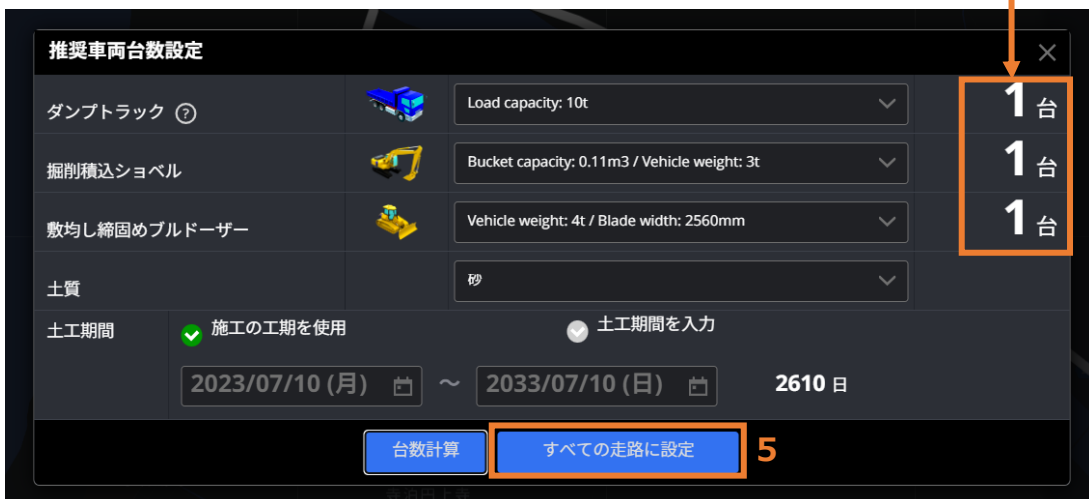 推奨車両台数設定
ダンプトラック ? Load capacity: 10t 1 台
掘削積込ショベル Bucket capacity: 0.11m3 / Vehicle weight: 3t 1 台
敷均し締固めブルドーザー Vehicle weight: 4t / Blade width: 2560mm 1 台
土質 砂
土工期間 施工の工期を使用 土工期間を入力
2023/07/10 (月) ～ 2033/07/10 (日) 2610 日
台数計算 すべての走路に設定 5